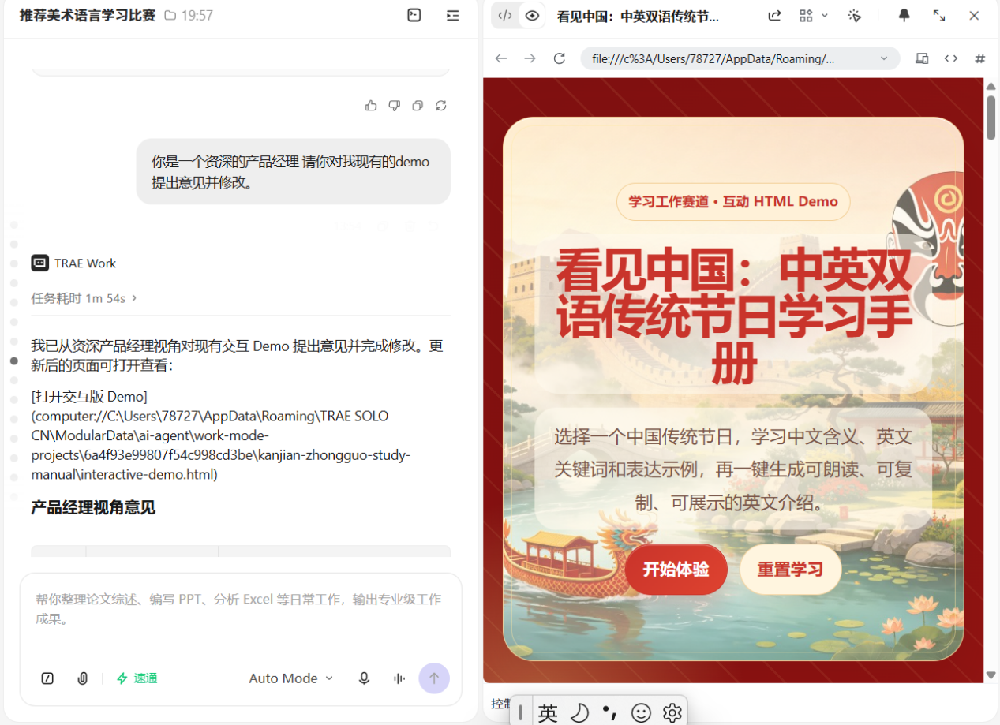 推荐美术语言学习比赛 19:57
你是一个资深的产品经理 请你对我现有的demo
提出意见并修改。
TRAE Work
任务耗时 1m 54s
我已从资深产品经理视角对现有交互 Demo 提出意见并完成修改。更
新后的页面可打开查看：
[打开交互版 Demo]
(computer://C:\Users\78727\AppData\Roaming\TRAE SOLO
CN\ModularData\ai-agent\work-mode-
projects\6a4f93e99807f54c998cd3be\kanjian-zhongguo-study-
manual\interactive-demo.html)
产品经理视角意见
帮你整理论文综述、编写 PPT、分析 Excel 等日常工作，输出专业级工作
成果。
速通
Auto Mode
看见中国：中英双语传统节...
file:///c%3A/Users/78727/AppData/Roaming/...
学习工作赛道 • 互动 HTML Demo
看见中国：中英双
语传统节日学习手
册
选择一个中国传统节日，学习中文含义、英文
关键词和表达示例，再一键生成可朗读、可复
制、可展示的英文介绍。
开始体验
重置学习
英